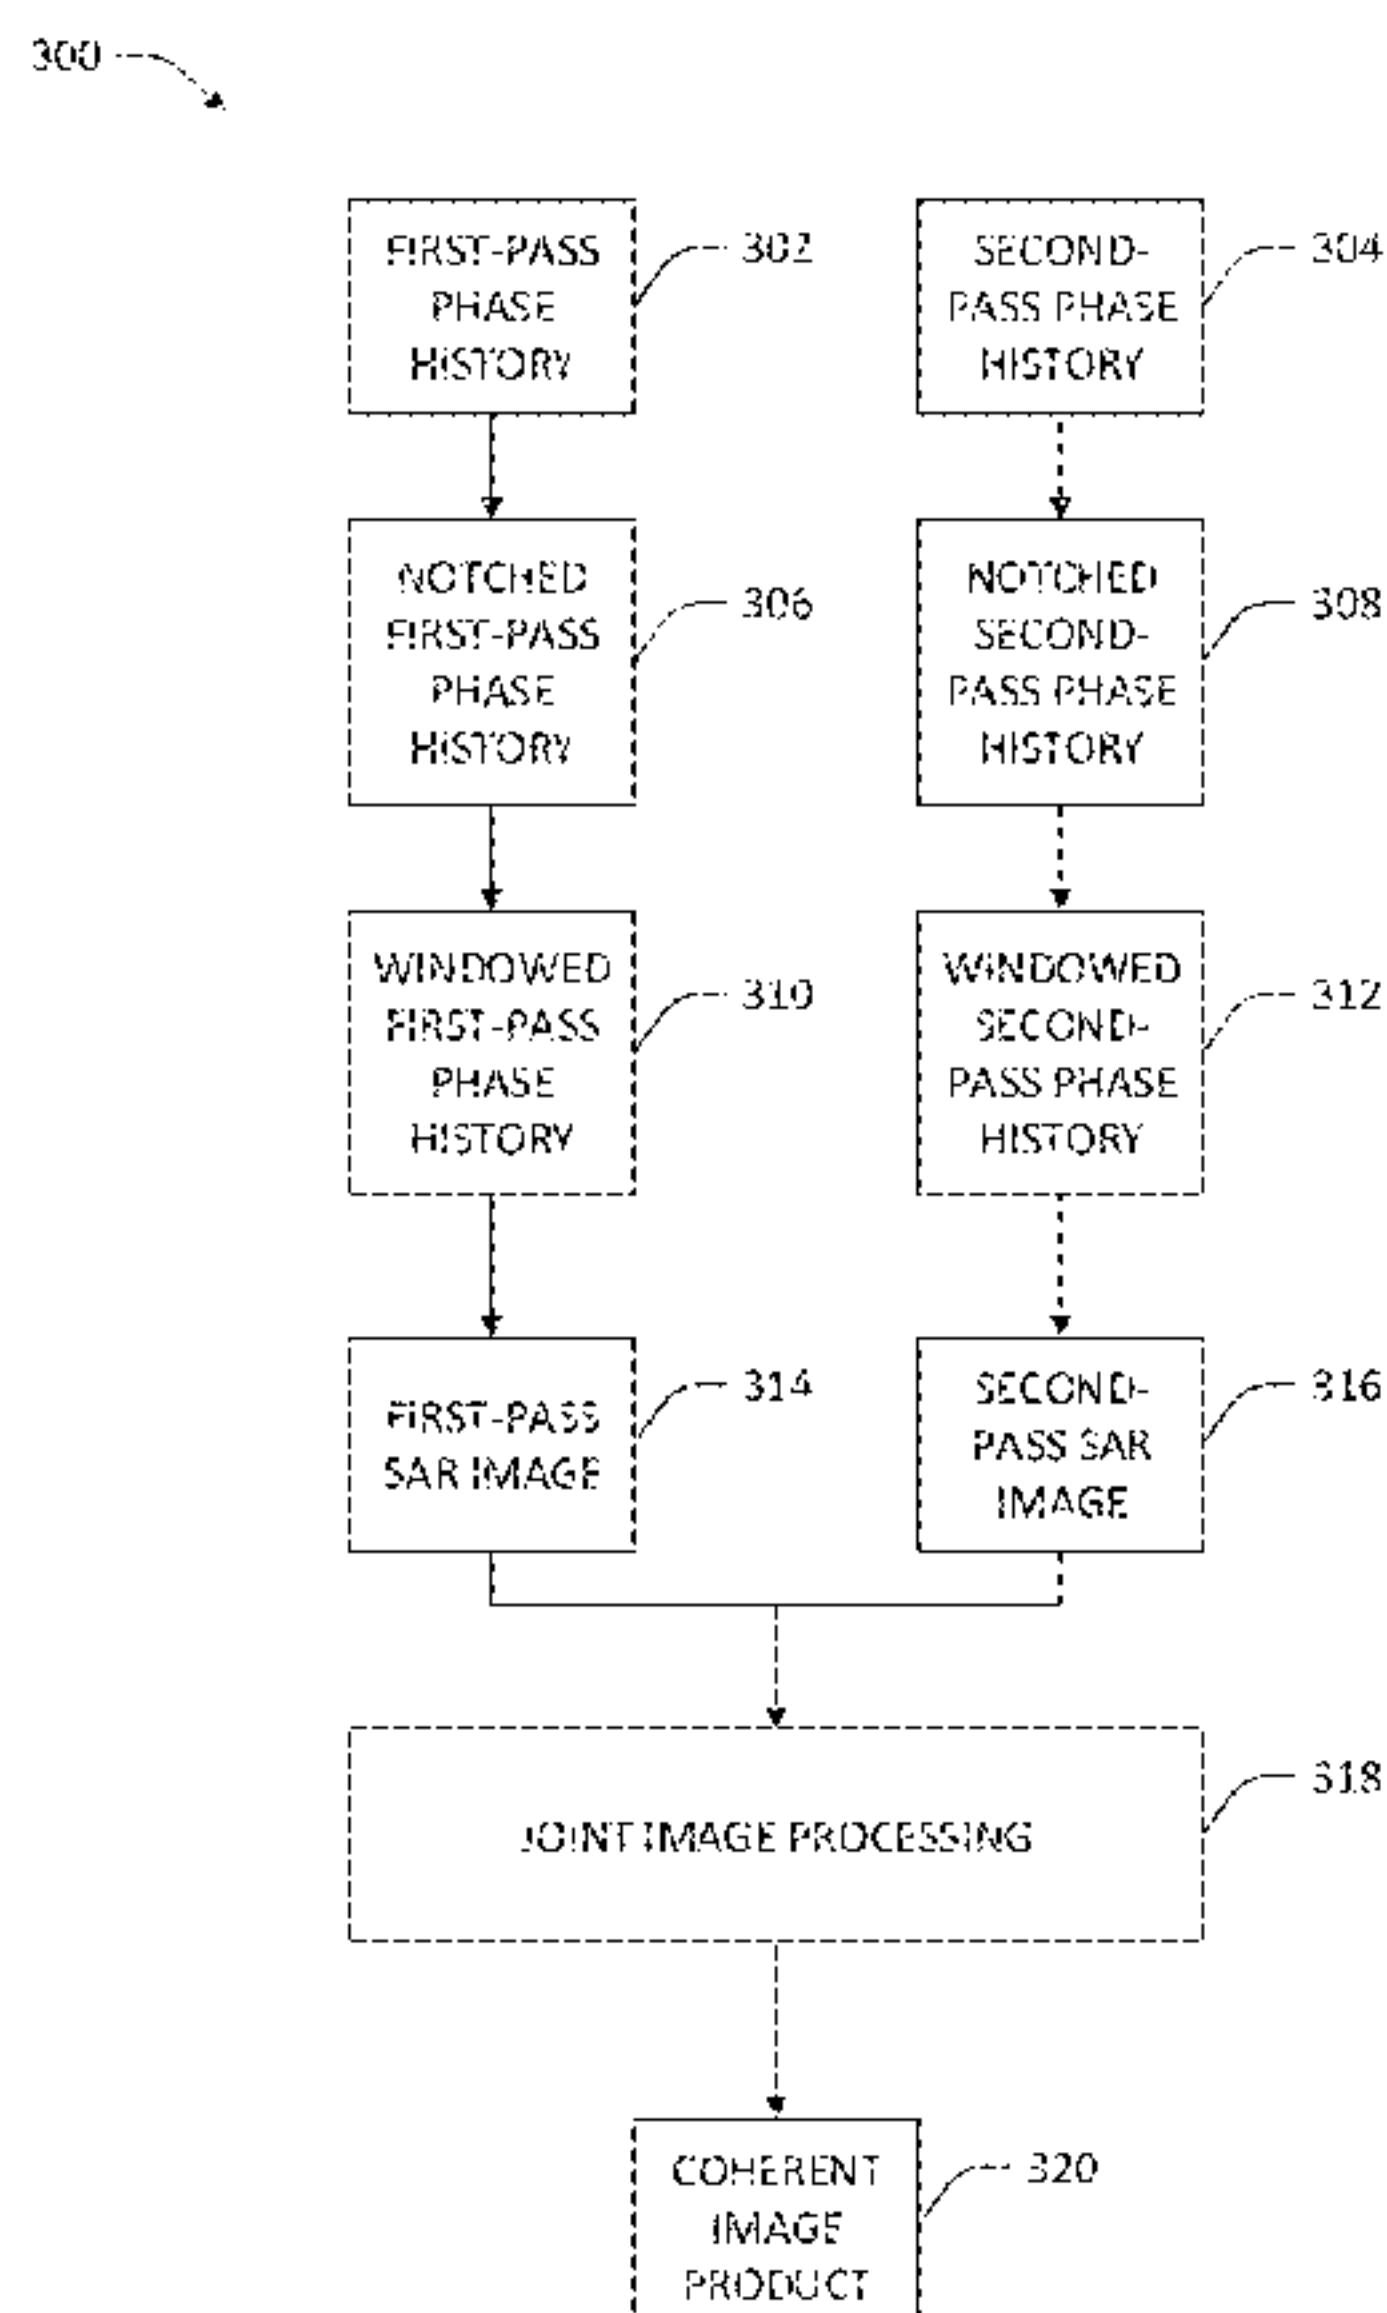 300
FIRST-PASS
PHASE
HISTORY
302
SECOND-
PASS PHASE
HISTORY
304
NOTCHED
FIRST-PASS
PHASE
HISTORY
306
NOTCHED
SECOND-
PASS PHASE
HISTORY
308
WINDOWED
FIRST-PASS
PHASE
HISTORY
310
WINDOWED
SECOND-
PASS PHASE
HISTORY
312
FIRST-PASS
SAR IMAGE
314
SECOND-
PASS SAR
IMAGE
316
JOINT IMAGE PROCESSING
318
COHERENT
IMAGE
PRODUCT
320